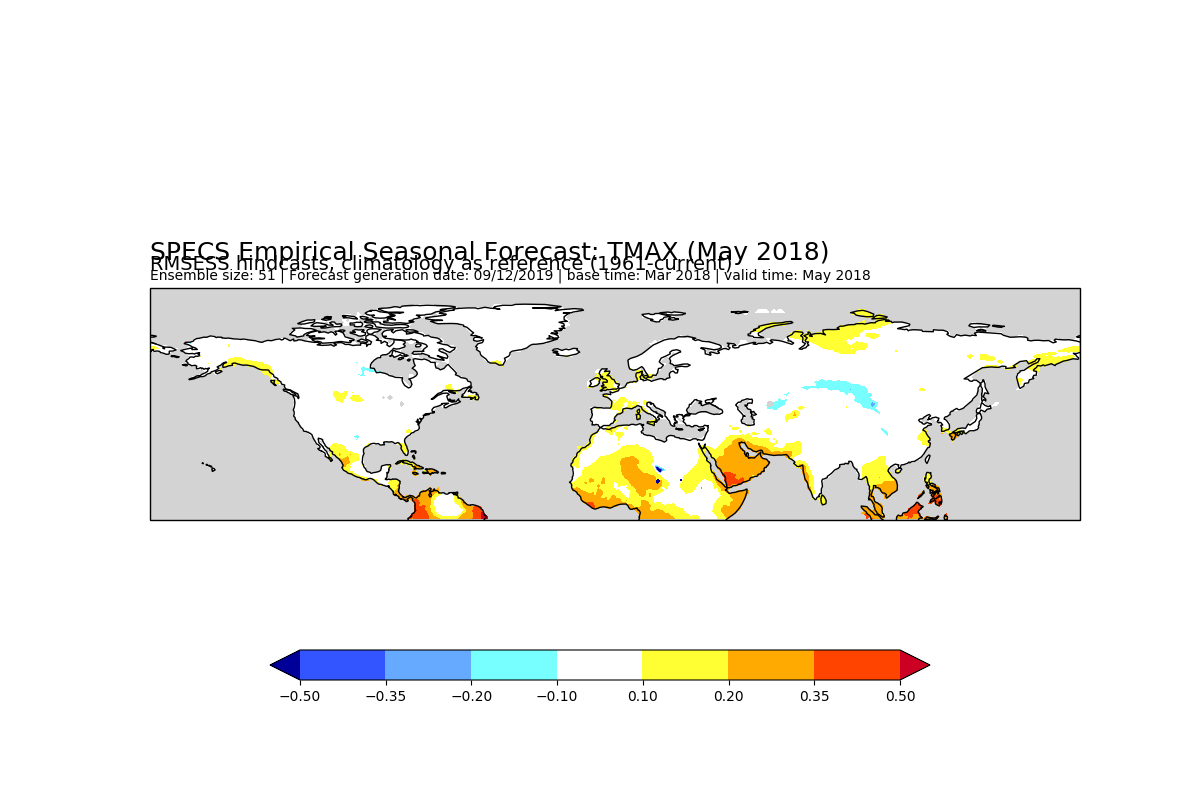 SPECS Empirical Seasonal Forecast: TMAX (May 2018)
RMSESS hindcasts, climatology as reference (1961-current)
Ensemble size: 51 | Forecast generation date: 09/12/2019 | base time: Mar 2018 | valid time: May 2018
−0.50 −0.35 −0.20 −0.10 0.10 0.20 0.35 0.50